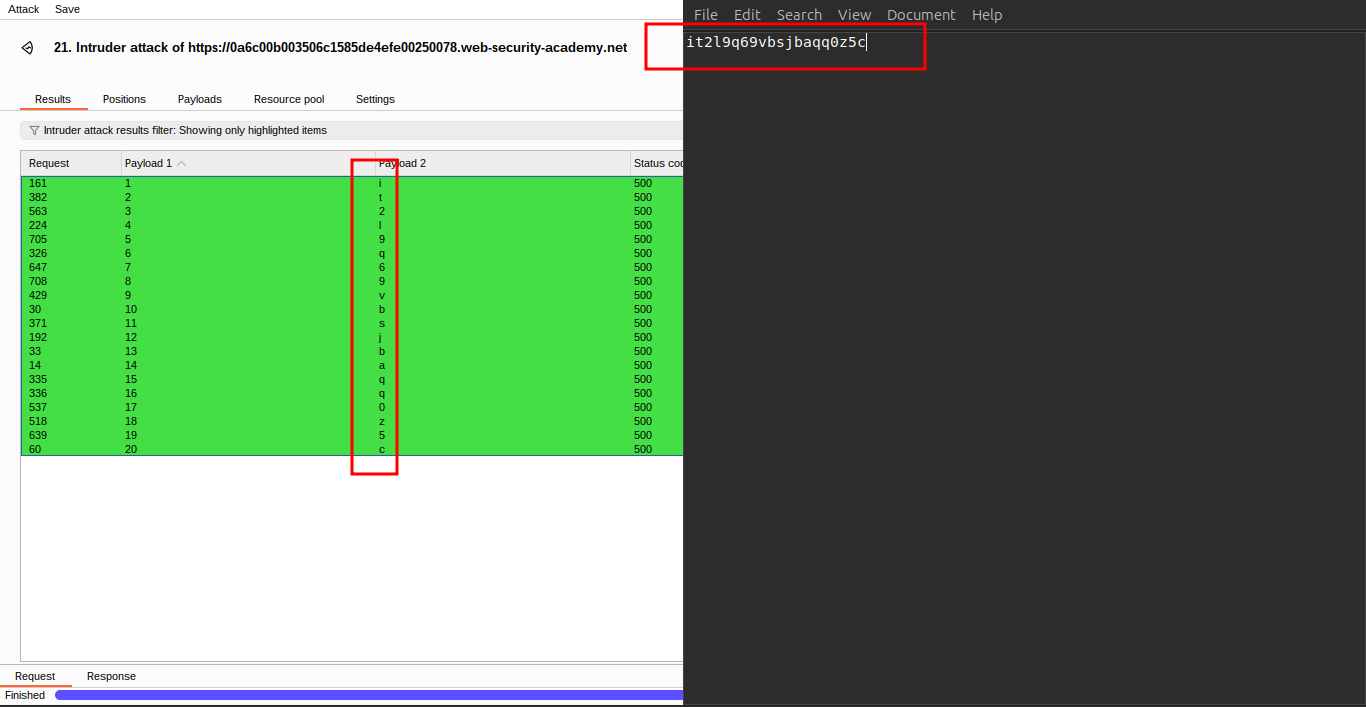 Attack Save
21. Intruder attack of https://0a6c00b003506c1585de4efe00250078.web-security-academy.net
Results Positions Payloads Resource pool Settings
Intruder attack results filter: Showing only highlighted items
Request Payload 1 Payload 2 Status cod
161 1 i 500
382 2 t 500
563 3 2 500
224 4 l 500
705 5 9 500
326 6 q 500
647 7 6 500
708 8 9 500
429 9 v 500
30 10 b 500
371 11 s 500
192 12 j 500
33 13 b 500
14 14 a 500
335 15 q 500
336 16 q 500
537 17 0 500
518 18 z 500
639 19 5 500
60 20 c 500
Request Response
Finished
File Edit Search View Document Help
it2l9q69vbsjbaqq0z5c